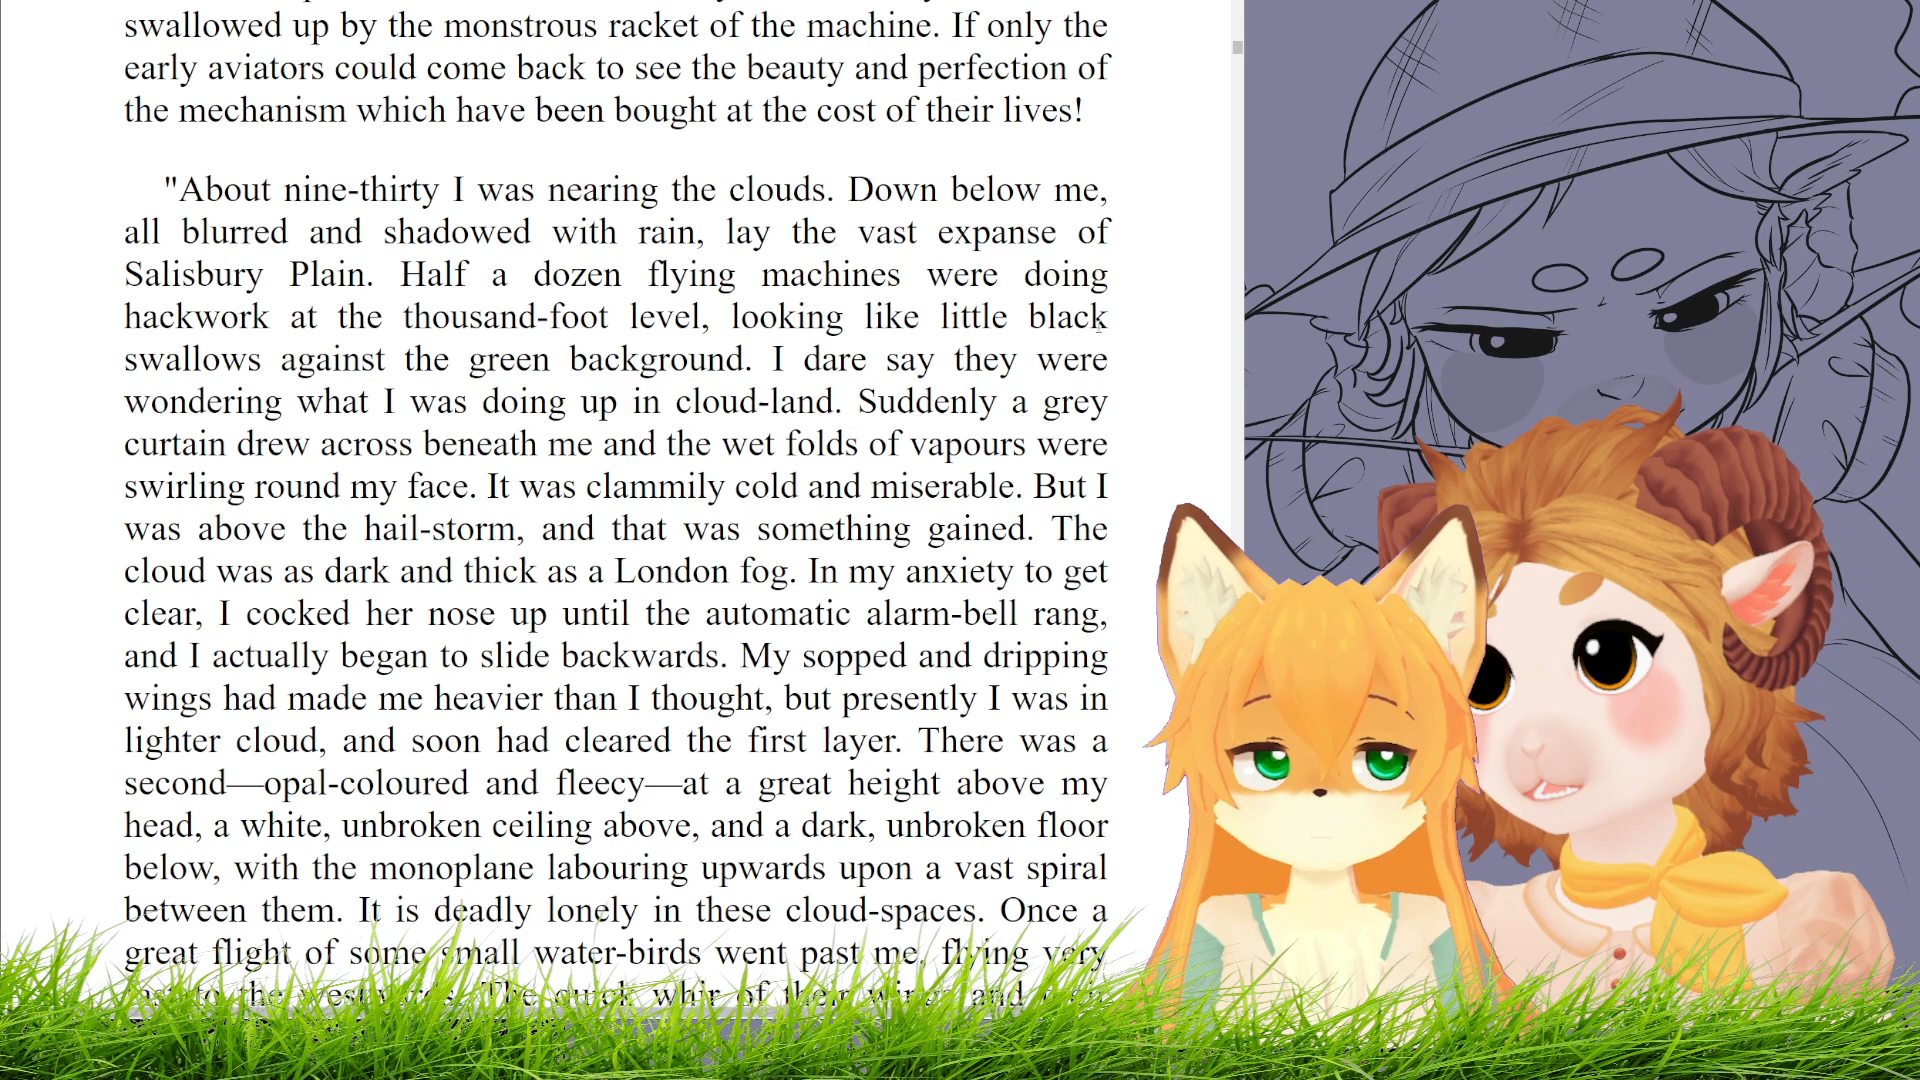 swallowed up by the monstrous racket of the machine. If only the
early aviators could come back to see the beauty and perfection of
the mechanism which have been bought at the cost of their lives!
"About nine-thirty I was nearing the clouds. Down below me,
all blurred and shadowed with rain, lay the vast expanse of
Salisbury Plain. Half a dozen flying machines were doing
hackwork at the thousand-foot level, looking like little black
swallows against the green background. I dare say they were
wondering what I was doing up in cloud-land. Suddenly a grey
curtain drew across beneath me and the wet folds of vapours were
swirling round my face. It was clammily cold and miserable. But I
was above the hail-storm, and that was something gained. The
cloud was as dark and thick as a London fog. In my anxiety to get
clear, I cocked her nose up until the automatic alarm-bell rang,
and I actually began to slide backwards. My sopped and dripping
wings had made me heavier than I thought, but presently I was in
lighter cloud, and soon had cleared the first layer. There was a
second—opal-coloured and fleecy—at a great height above my
head, a white, unbroken ceiling above, and a dark, unbroken floor
below, with the monoplane labouring upwards upon a vast spiral
between them. It is deadly lonely in these cloud-spaces. Once a
great flight of some small water-birds went past me, flying very
to the The quick whir of their wings and